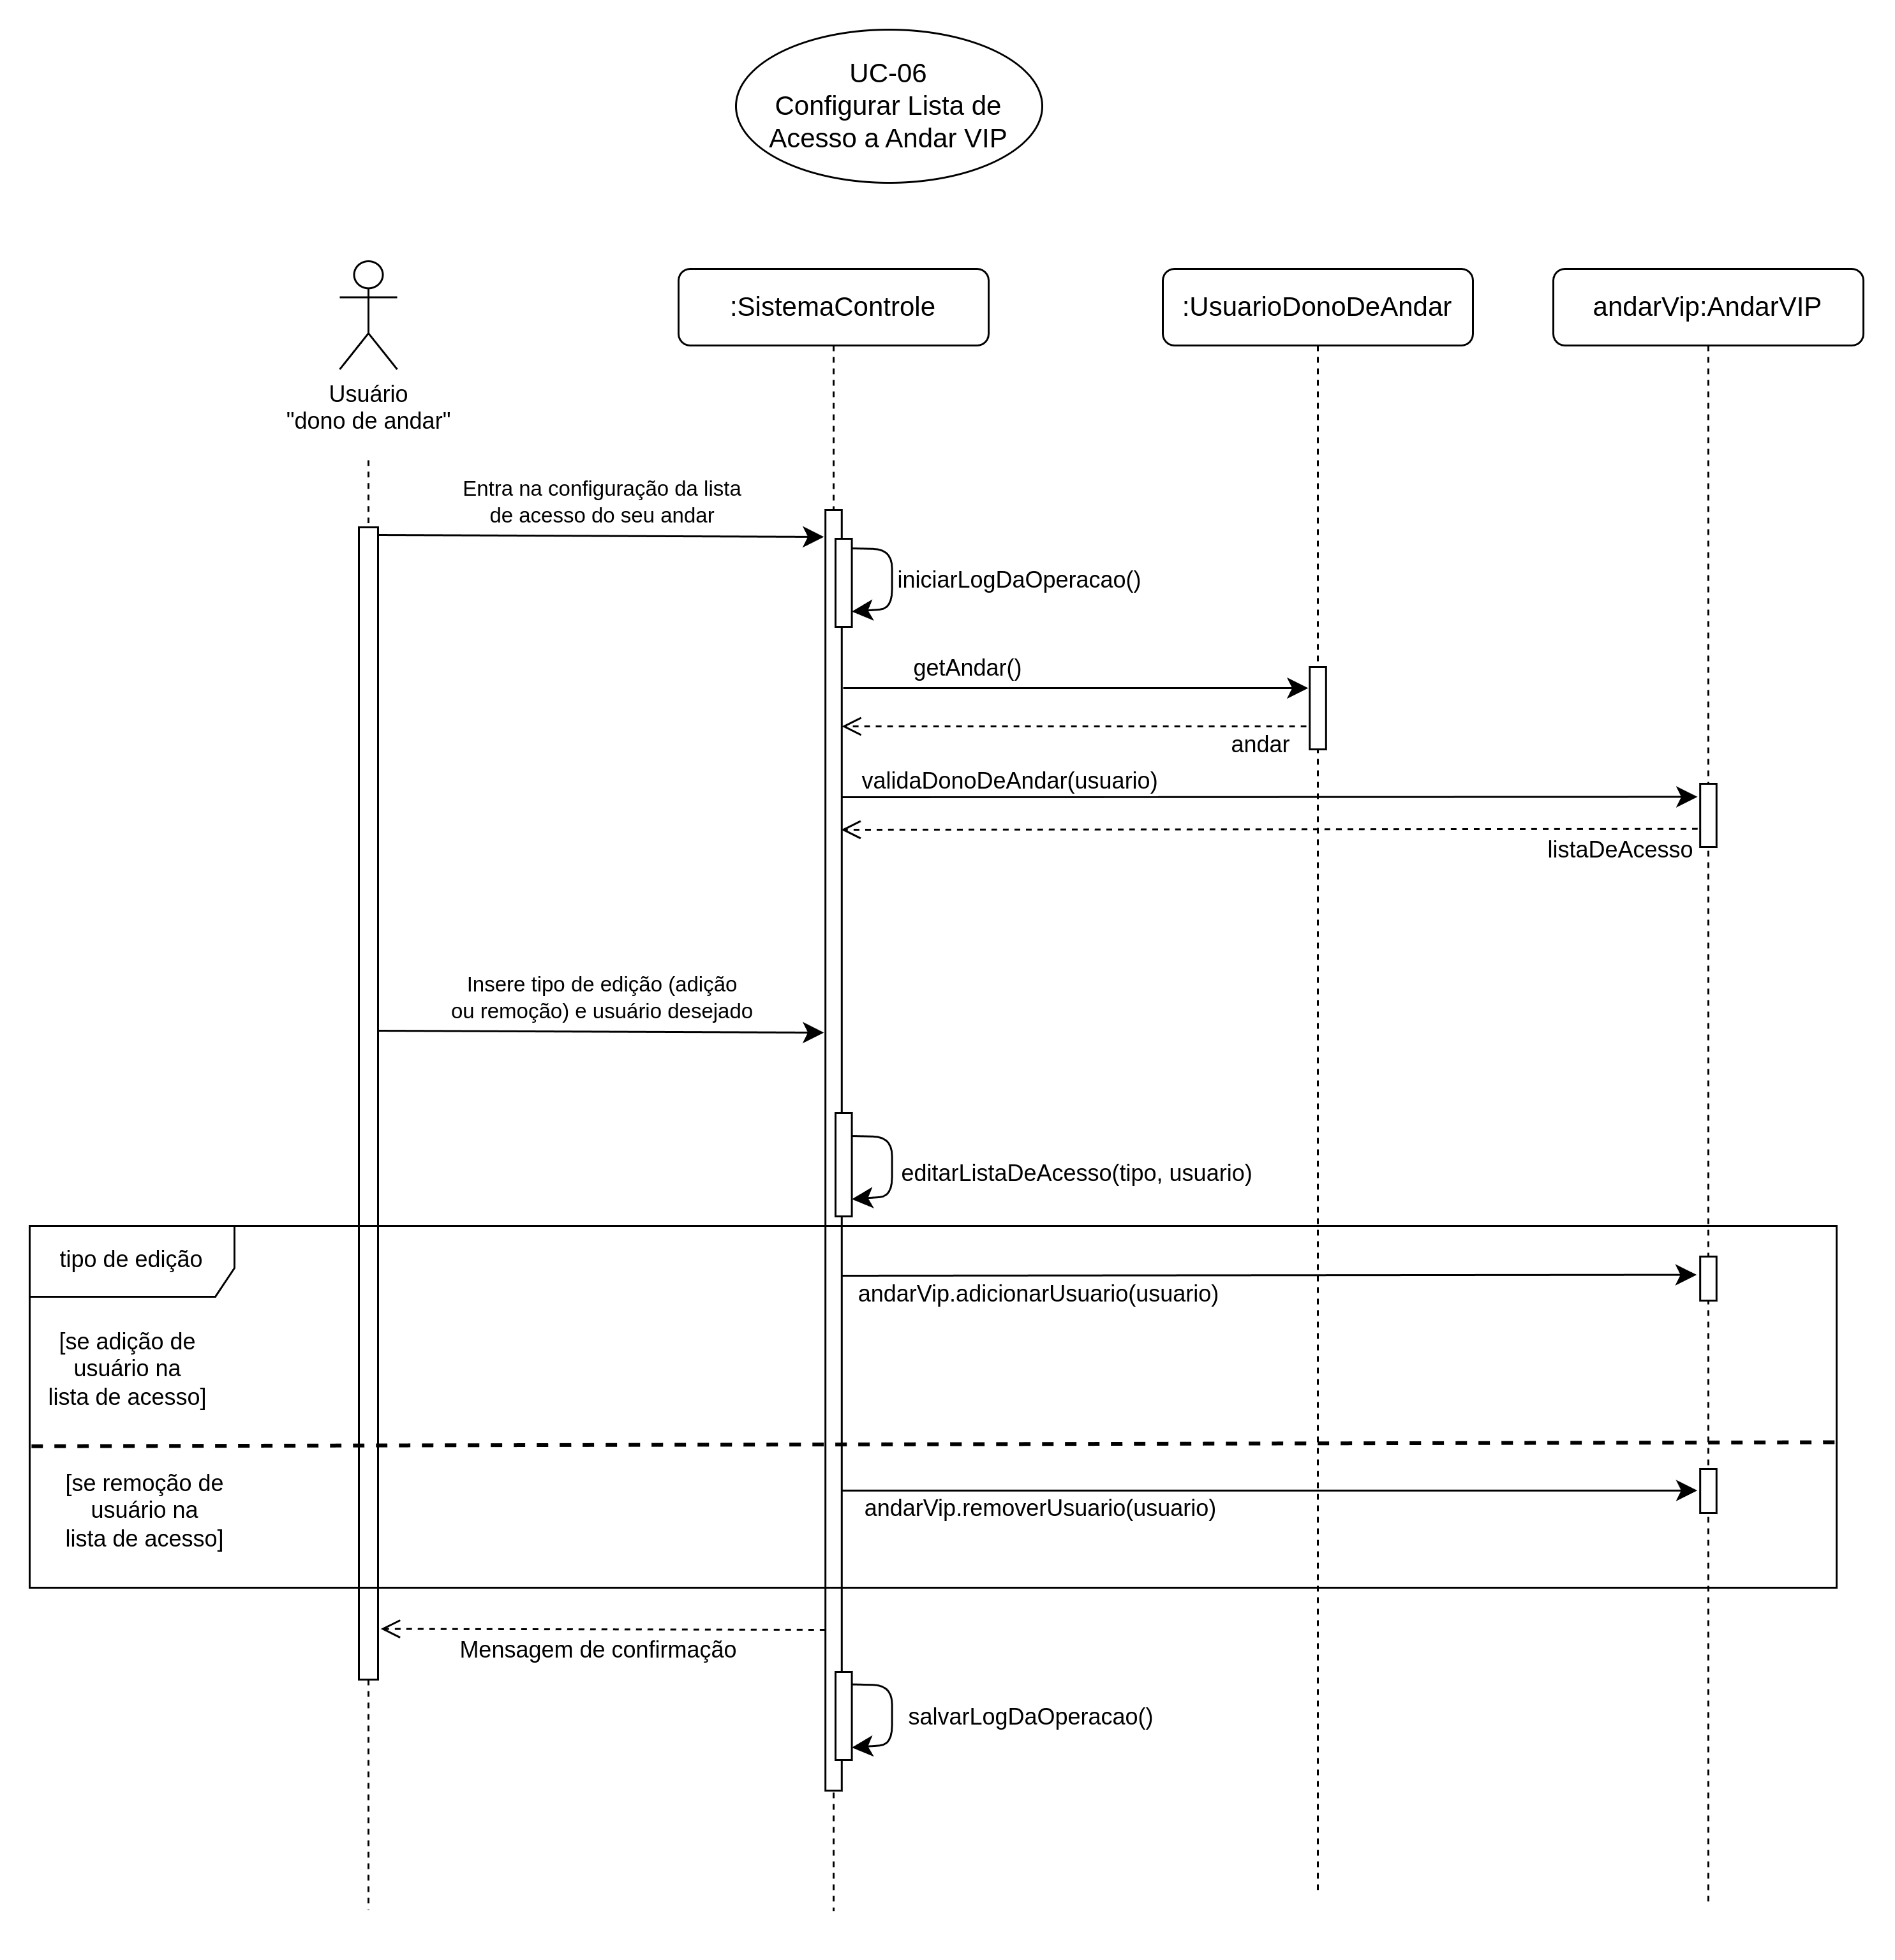 UC-06
Configurar Lista de
Acesso a Andar VIP
:SistemaControle
:UsuarioDonoDeAndar
andarVip:AndarVIP
Usuário
"dono de andar"
Entra na configuração da lista
de acesso do seu andar
iniciarLogDaOperacao()
getAndar()
andar
validaDonoDeAndar(usuario)
listaDeAcesso
Insere tipo de edição (adição
ou remoção) e usuário desejado
editarListaDeAcesso(tipo, usuario)
tipo de edição
andarVip.adicionarUsuario(usuario)
[se adição de
usuário na
lista de acesso]
[se remoção de
usuário na
lista de acesso]
andarVip.removerUsuario(usuario)
Mensagem de confirmação
salvarLogDaOperacao()